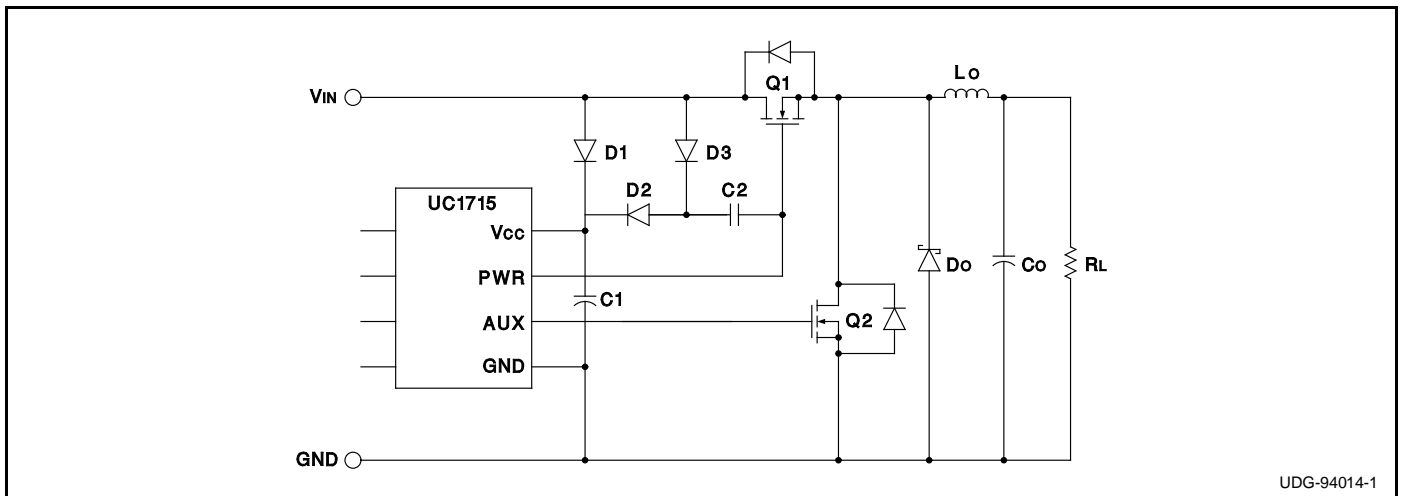 Q1
LO
VIN
D1
D3
D2
C2
UC1715
VCC
PWR
C1
AUX
GND
DO
CO
RL
Q2
GND
UDG-94014-1